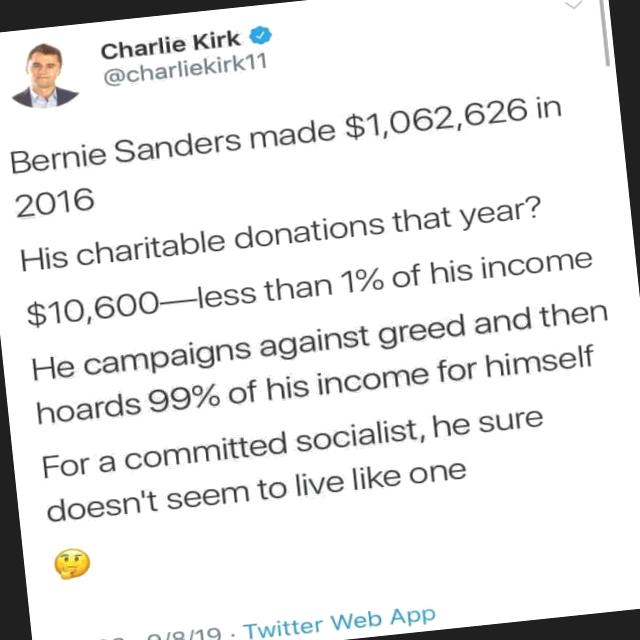 Charlie Kirk
@charliekirk11
Bernie Sanders made $1,062,626 in
2016
His charitable donations that year?
$10,600—less than 1% of his income
He campaigns against greed and then
hoards 99% of his income for himself
For a committed socialist, he sure
doesn't seem to live like one
🤔
9/8/19 · Twitter Web App